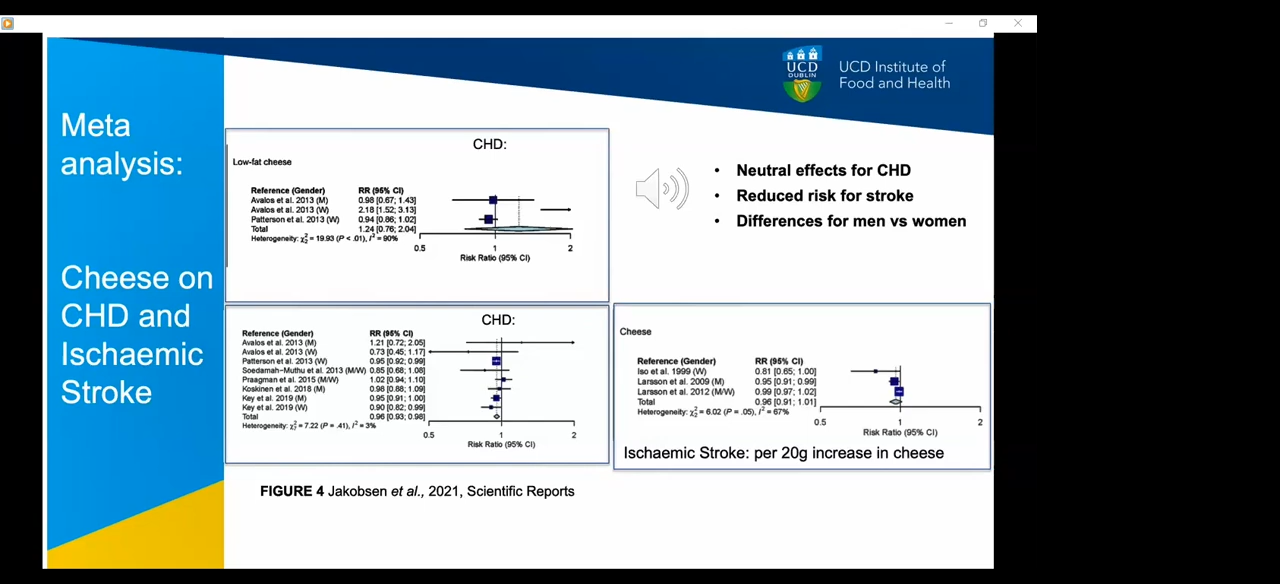 UCD
DUBLIN
UCD Institute of
Food and Health
Meta
analysis:
Cheese on
CHD and
Ischaemic
Stroke
CHD:
Low-fat cheese
Reference (Gender) RR (95% CI)
Avalos et al. 2013 (M) 0.98 [0.67; 1.43]
Avalos et al. 2013 (W) 2.18 [1.52; 3.13]
Patterson et al. 2013 (W) 0.94 [0.86; 1.02]
Total 1.24 [0.76; 2.04]
Heterogeneity: χ²₂ = 19.93 (P < .01), I² = 90%
0.5 1 2
Risk Ratio (95% CI)
• Neutral effects for CHD
• Reduced risk for stroke
• Differences for men vs women
CHD:
Reference (Gender) RR (95% CI)
Avalos et al. 2013 (M) 1.21 [0.72; 2.05]
Avalos et al. 2013 (W) 0.73 [0.45; 1.17]
Patterson et al. 2013 (W) 0.95 [0.92; 0.99]
Soedamah-Muthu et al. 2013 (M/W) 0.85 [0.68; 1.08]
Praagman et al. 2015 (M/W) 1.02 [0.94; 1.10]
Koskinen et al. 2018 (M) 0.98 [0.88; 1.09]
Key et al. 2019 (M) 0.95 [0.91; 1.00]
Key et al. 2019 (W) 0.90 [0.82; 0.99]
Total 0.96 [0.93; 0.98]
Heterogeneity: χ²₇ = 7.22 (P = .41), I² = 3%
0.5 1 2
Risk Ratio (95% CI)
Cheese
Reference (Gender) RR (95% CI)
Iso et al. 1999 (W) 0.81 [0.65; 1.00]
Larsson et al. 2009 (M) 0.95 [0.91; 0.99]
Larsson et al. 2012 (M/W) 0.99 [0.97; 1.02]
Total 0.96 [0.91; 1.01]
Heterogeneity: χ²₂ = 6.02 (P = .05), I² = 67%
0.5 1 2
Risk Ratio (95% CI)
Ischaemic Stroke: per 20g increase in cheese
FIGURE 4 Jakobsen et al., 2021, Scientific Reports